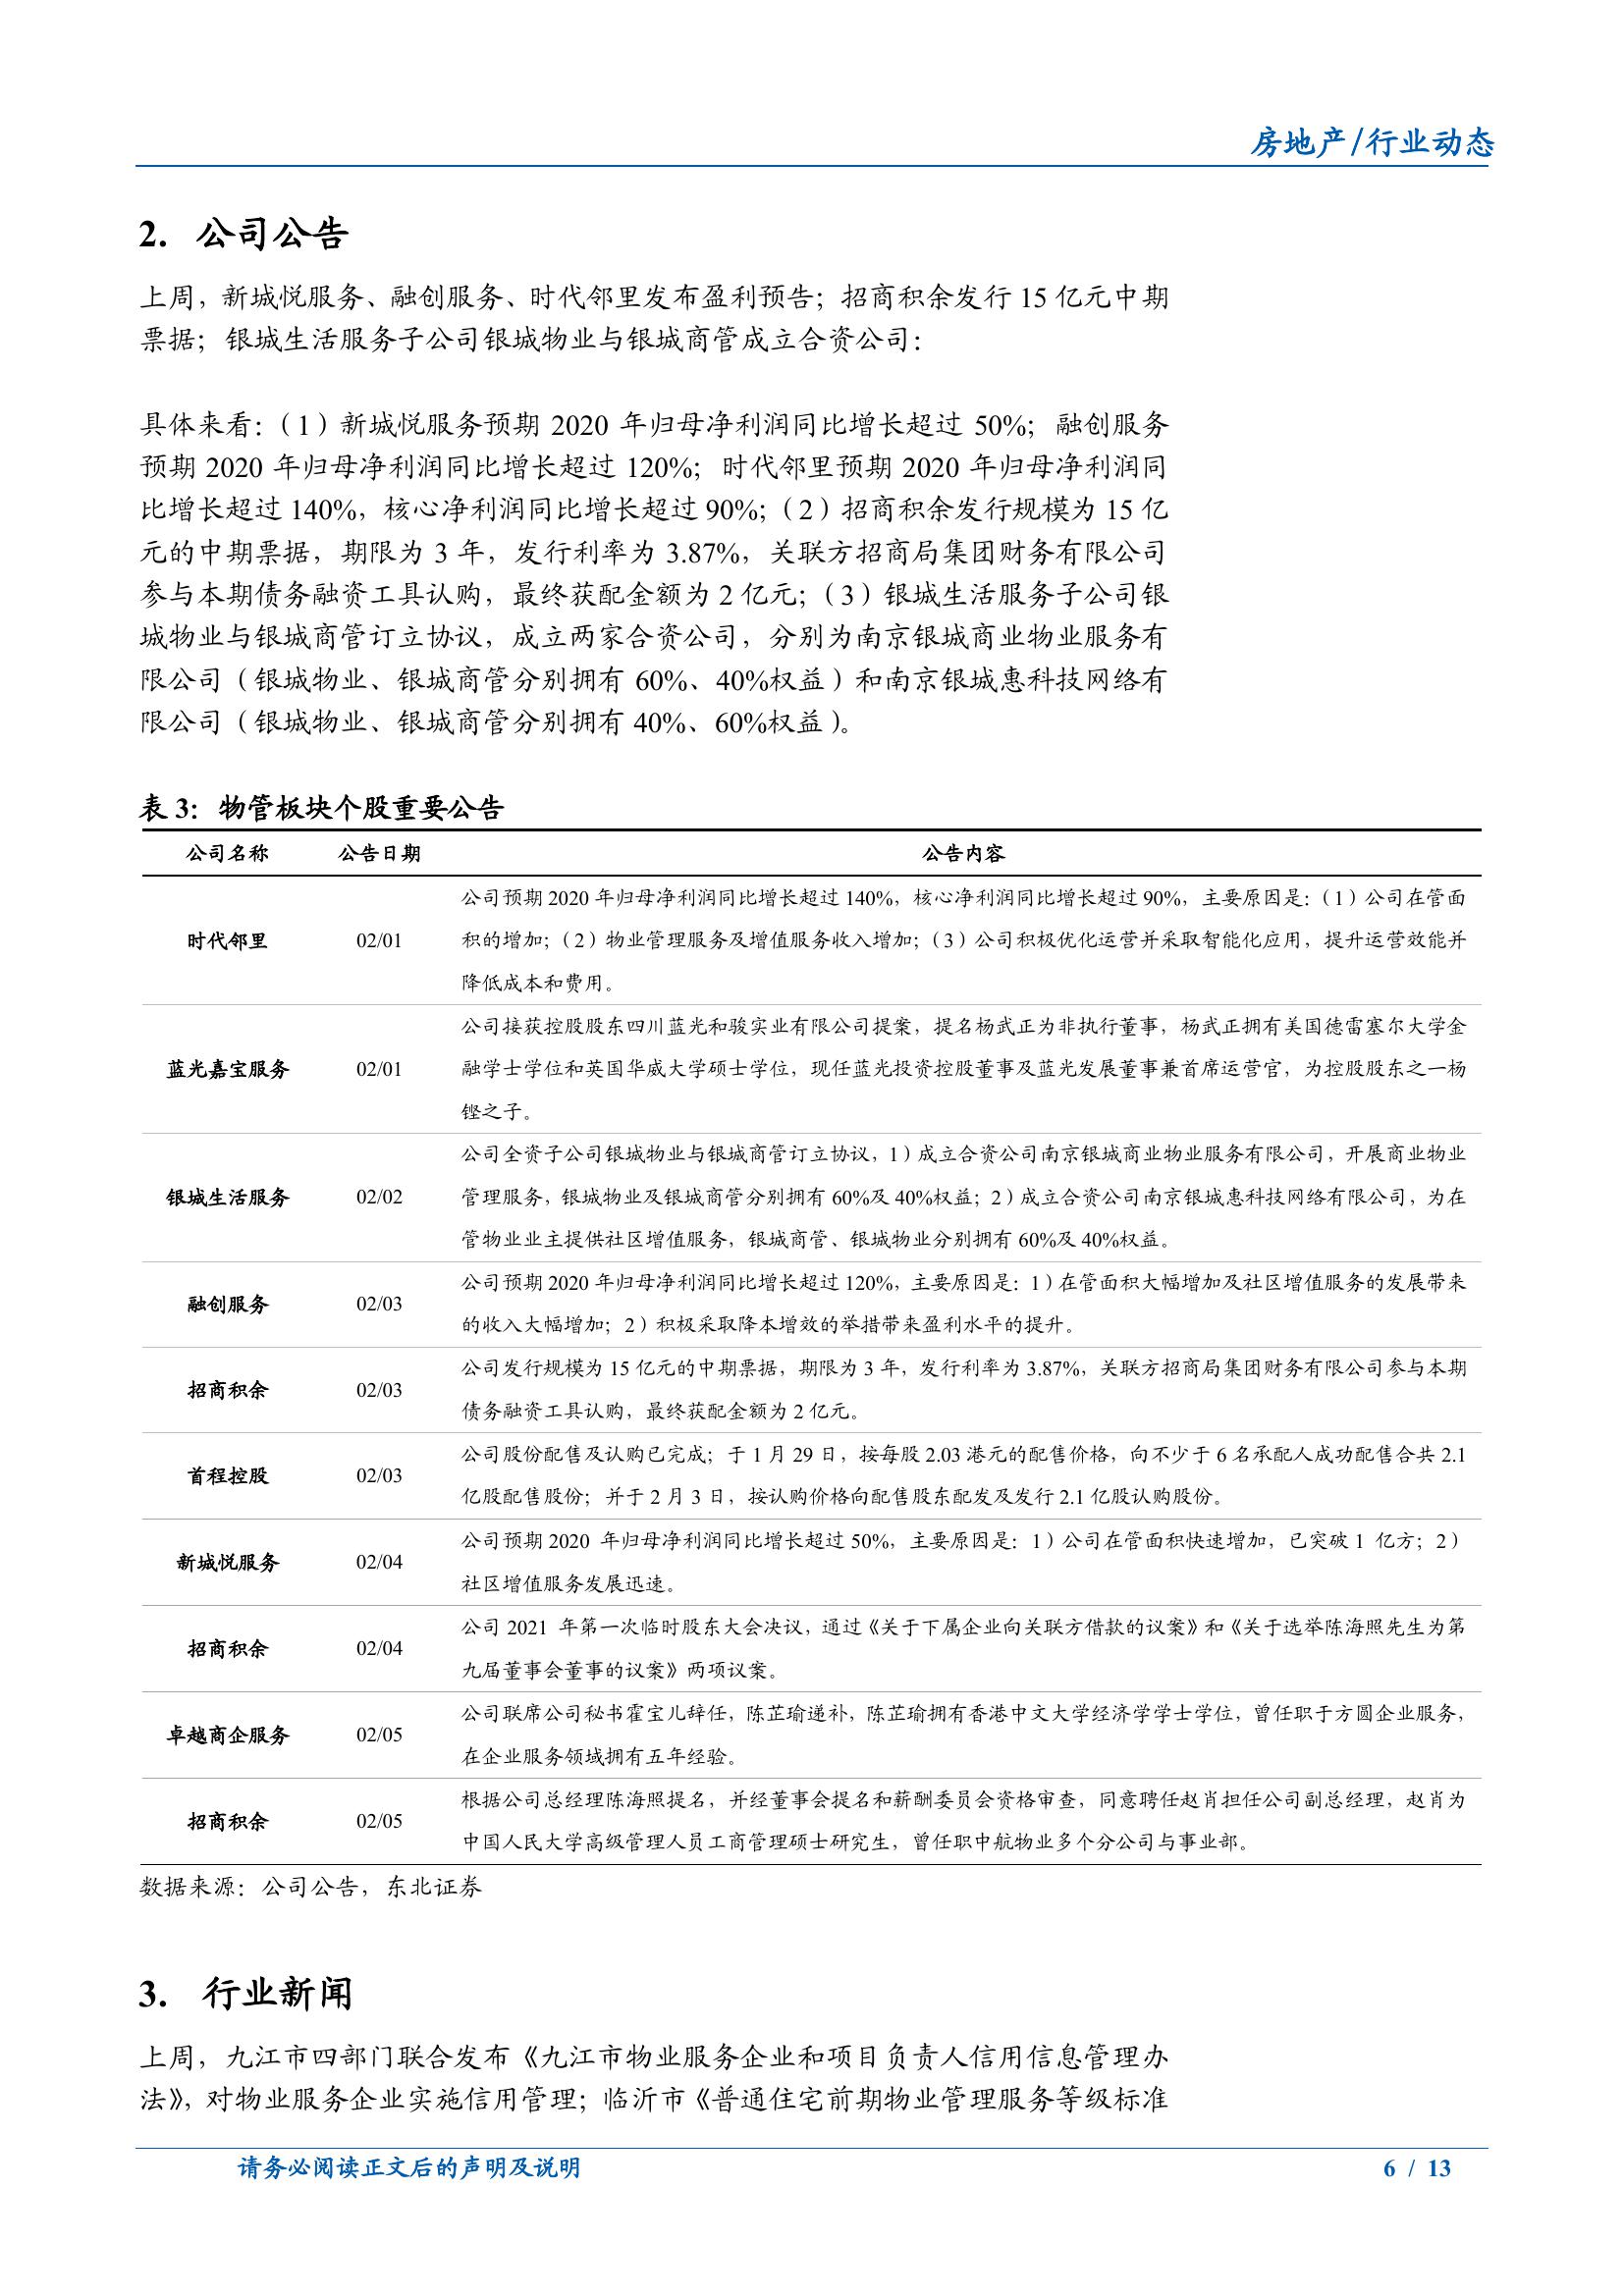 房地产/行业动态
2. 公司公告
上周，新城悦服务、融创服务、时代邻里发布盈利预告；招商积余发行 15 亿元中期
票据；银城生活服务子公司银城物业与银城商管成立合资公司：
具体来看：（1）新城悦服务预期 2020 年归母净利润同比增长超过 50%；融创服务
预期 2020 年归母净利润同比增长超过 120%；时代邻里预期 2020 年归母净利润同
比增长超过 140%，核心净利润同比增长超过 90%；（2）招商积余发行规模为 15 亿
元的中期票据，期限为 3 年，发行利率为 3.87%，关联方招商局集团财务有限公司
参与本期债务融资工具认购，最终获配金额为 2 亿元；（3）银城生活服务子公司银
城物业与银城商管订立协议，成立两家合资公司，分别为南京银城商业物业服务有
限公司（银城物业、银城商管分别拥有 60%、40%权益）和南京银城惠科技网络有
限公司（银城物业、银城商管分别拥有 40%、60%权益）。
表 3：物管板块个股重要公告
公司名称 公告日期 公告内容
公司预期 2020 年归母净利润同比增长超过 140%，核心净利润同比增长超过 90%，主要原因是：（1）公司在管面
时代邻里 02/01 积的增加；（2）物业管理服务及增值服务收入增加；（3）公司积极优化运营并采取智能化应用，提升运营效能并
降低成本和费用。
公司接获控股股东四川蓝光和骏实业有限公司提案，提名杨武正为非执行董事，杨武正拥有美国德雷塞尔大学金
蓝光嘉宝服务 02/01 融学士学位和英国华威大学硕士学位，现任蓝光投资控股董事及蓝光发展董事兼首席运营官，为控股股东之一杨
铿之子。
公司全资子公司银城物业与银城商管订立协议，1）成立合资公司南京银城商业物业服务有限公司，开展商业物业
银城生活服务 02/02 管理服务，银城物业及银城商管分别拥有 60%及 40%权益；2）成立合资公司南京银城惠科技网络有限公司，为在
管物业业主提供社区增值服务，银城商管、银城物业分别拥有 60%及 40%权益。
融创服务 02/03 公司预期 2020 年归母净利润同比增长超过 120%，主要原因是：1）在管面积大幅增加及社区增值服务的发展带来
的收入大幅增加；2）积极采取降本增效的举措带来盈利水平的提升。
招商积余 02/03 公司发行规模为 15 亿元的中期票据，期限为 3 年，发行利率为 3.87%，关联方招商局集团财务有限公司参与本期
债务融资工具认购，最终获配金额为 2 亿元。
首程控股 02/03 公司股份配售及认购已完成；于 1 月 29 日，按每股 2.03 港元的配售价格，向不少于 6 名承配人成功配售合共 2.1
亿股配售股份；并于 2 月 3 日，按认购价格向配售股东配发及发行 2.1 亿股认购股份。
新城悦服务 02/04 公司预期 2020 年归母净利润同比增长超过 50%，主要原因是：1）公司在管面积快速增加，已突破 1 亿方；2）
社区增值服务发展迅速。
招商积余 02/04 公司 2021 年第一次临时股东大会决议，通过《关于下属企业向关联方借款的议案》和《关于选举陈海照先生为第
九届董事会董事的议案》两项议案。
卓越商企服务 02/05 公司联席公司秘书霍宝儿辞任，陈芷瑜递补，陈芷瑜拥有香港中文大学经济学学士学位，曾任职于方圆企业服务，
在企业服务领域拥有五年经验。
招商积余 02/05 根据公司总经理陈海照提名，并经董事会提名和薪酬委员会资格审查，同意聘任赵肖担任公司副总经理，赵肖为
中国人民大学高级管理人员工商管理硕士研究生，曾任职中航物业多个分公司与事业部。
数据来源：公司公告，东北证券
3. 行业新闻
上周，九江市四部门联合发布《九江市物业服务企业和项目负责人信用信息管理办
法》，对物业服务企业实施信用管理；临沂市《普通住宅前期物业管理服务等级标准
请务必阅读正文后的声明及说明 6 / 13